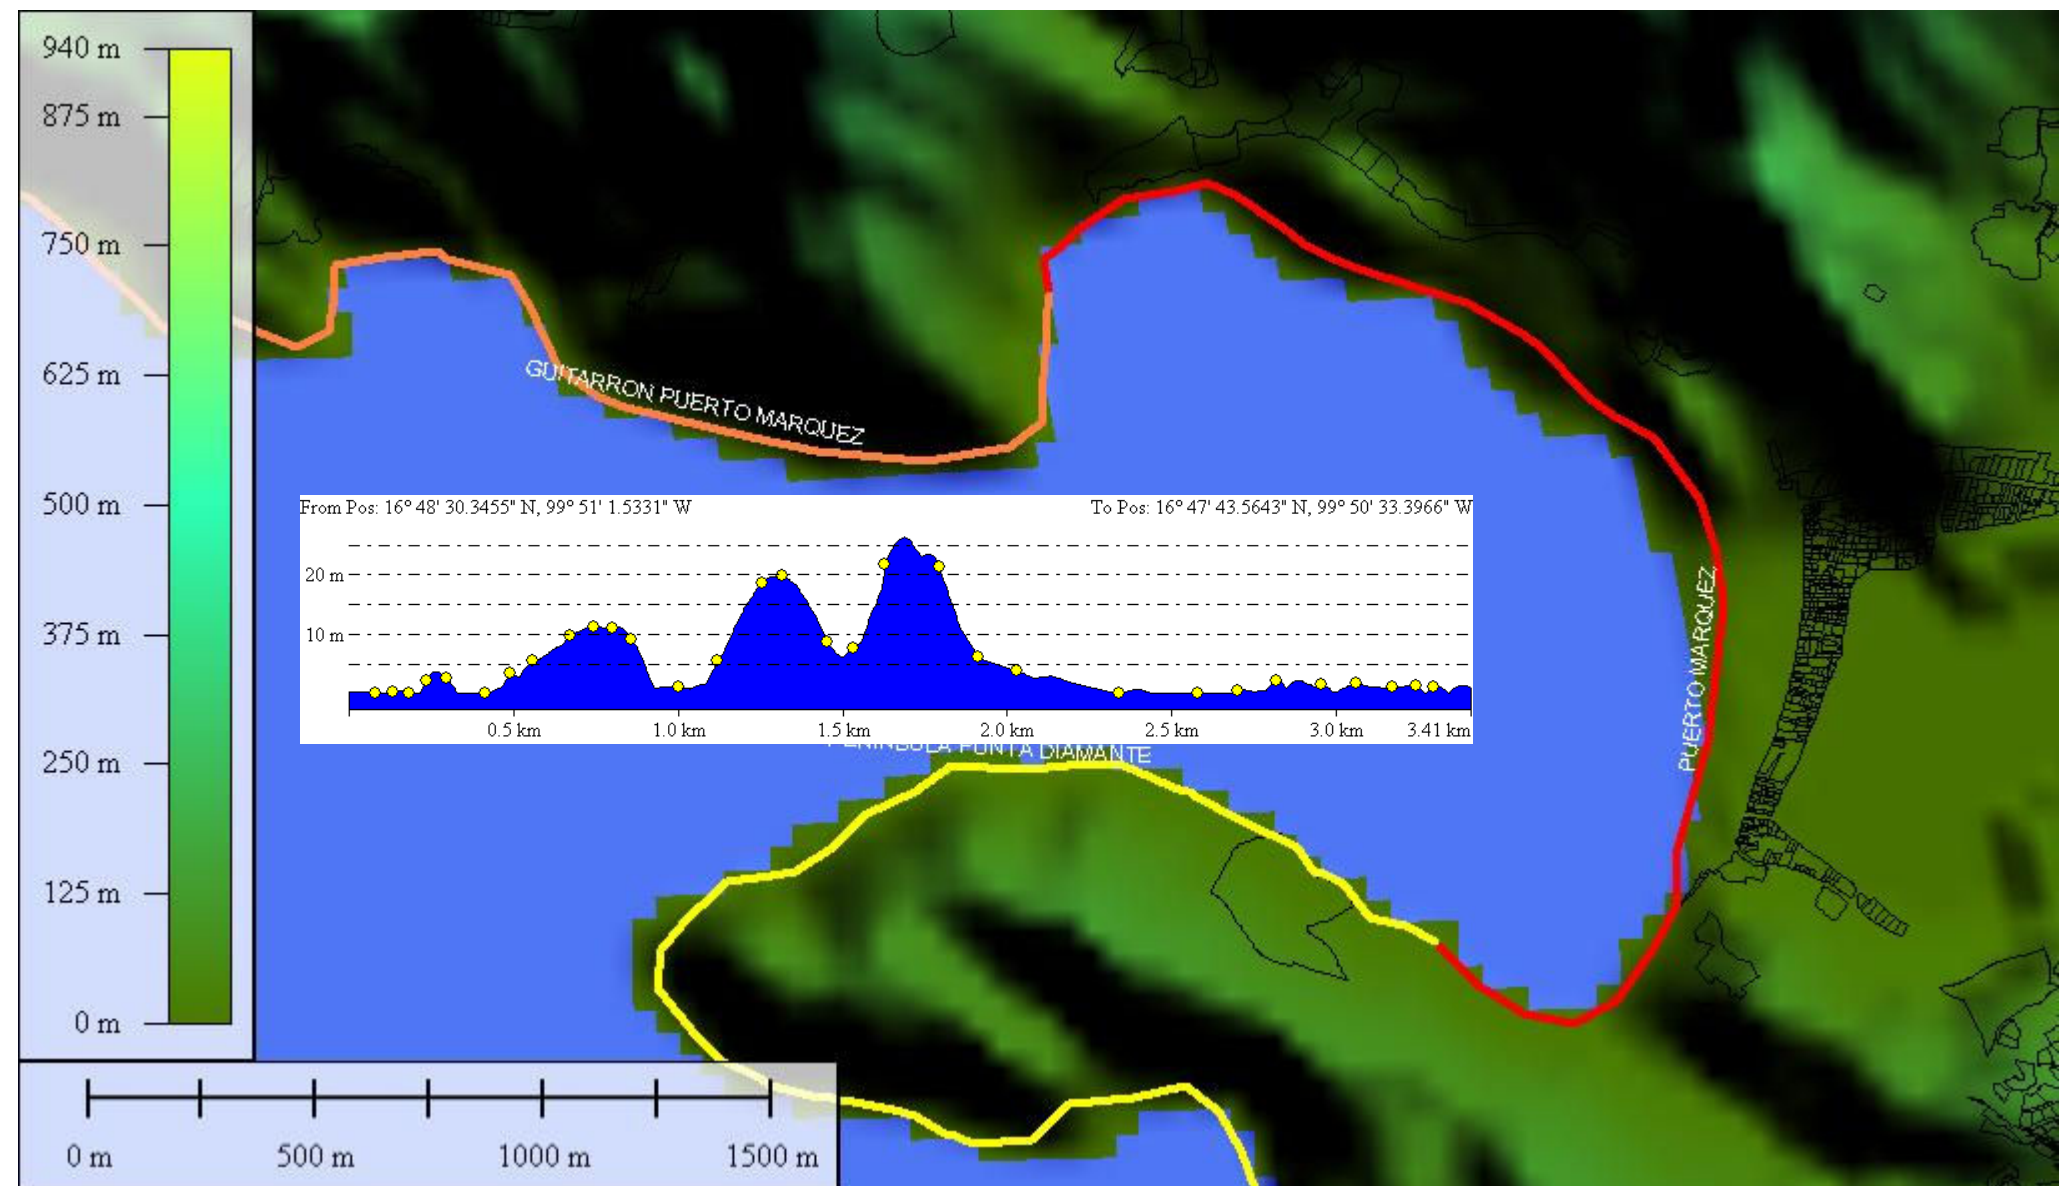 940 m
875 m
750 m
625 m
500 m
375 m
250 m
125 m
0 m
GUITARRON PUERTO MARQUEZ
From Pos: 16° 48' 30.3455" N, 99° 51' 1.5331" W
To Pos: 16° 47' 43.5643" N, 99° 50' 33.3966" W
20 m
10 m
0.5 km
1.0 km
1.5 km
2.0 km
2.5 km
3.0 km
3.41 km
PENINSULA PUNTA DIAMANTE
PUERTO MARQUEZ
0 m
500 m
1000 m
1500 m